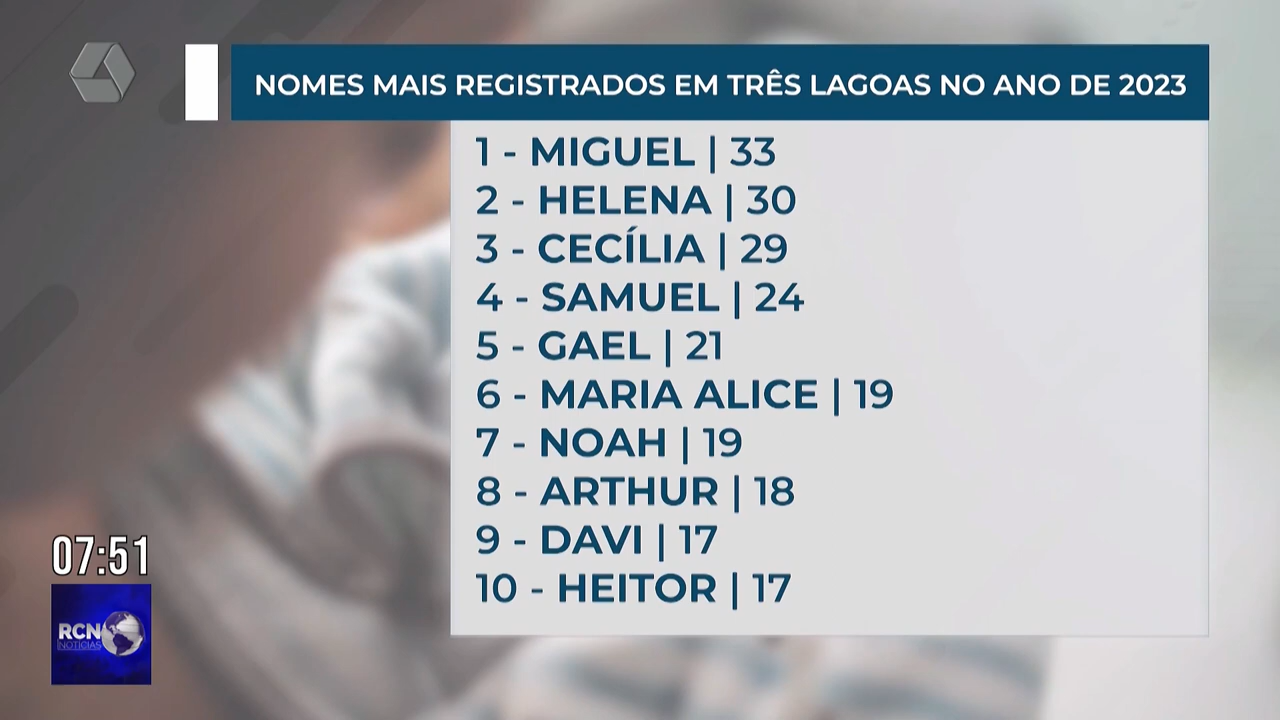 NOMES MAIS REGISTRADOS EM TRÊS LAGOAS NO ANO DE 2023
1 - MIGUEL | 33
2 - HELENA | 30
3 - CECÍLIA | 29
4 - SAMUEL | 24
5 - GAEL | 21
6 - MARIA ALICE | 19
7 - NOAH | 19
8 - ARTHUR | 18
9 - DAVI | 17
10 - HEITOR | 17
07:51
RCN
NOTÍCIAS